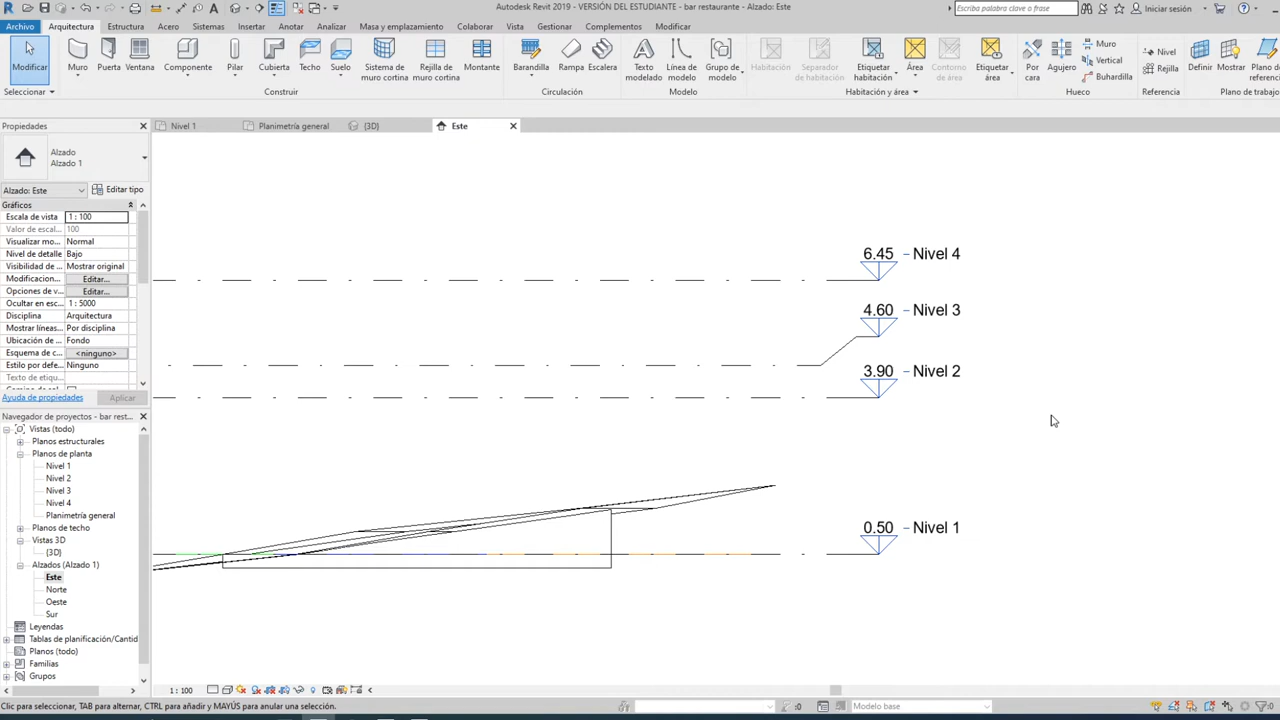 Autodesk Revit 2019 - VERSIÓN DEL ESTUDIANTE - bar restaurante - Alzado: Este
Escriba palabra clave o frase
Iniciar sesión
Archivo Arquitectura Estructura Acero Sistemas Insertar Anotar Analizar Masa y emplazamiento Colaborar Vista Gestionar Complementos Modificar
Modificar
Muro
Puerta
Ventana
Componente
Pilar
Cubierta
Techo
Suelo
Sistema de muro cortina
Rejilla de muro cortina
Montante
Barandilla
Rampa
Escalera
Texto modelado
Línea de modelo
Grupo de modelo
Habitación
Separador de habitación
Etiquetar habitación
Área
Contorno de área
Etiquetar área
Por cara
Agujero
Muro
Vertical
Buhardilla
Nivel
Rejilla
Definir
Mostrar
Plano de referenc
Seleccionar
Construir
Circulación
Modelo
Habitación y área
Hueco
Referencia
Plano de trabajo
Propiedades
Nivel 1
Planimetría general
{3D}
Este
Alzado
Alzado 1
Alzado: Este
Editar tipo
Gráficos
Escala de vista 1 : 100
Valor de escal... 100
Visualizar mo... Normal
Nivel de detalle Bajo
Visibilidad de ... Mostrar original
Modificacion... Editar...
Opciones de v... Editar...
Ocultar en esc... 1 : 5000
Disciplina Arquitectura
Mostrar líneas... Por disciplina
Ubicación de ... Fondo
Esquema de c... <ninguno>
Estilo por defe... Ninguno
Texto de etiqu...
Ayuda de propiedades
Aplicar
Navegador de proyectos - bar rest...
Vistas (todo)
Planos estructurales
Planos de planta
Nivel 1
Nivel 2
Nivel 3
Nivel 4
Planimetría general
Planos de techo
Vistas 3D
{3D}
Alzados (Alzado 1)
Este
Norte
Oeste
Sur
Leyendas
Tablas de planificación/Cantid
Planos (todo)
Familias
Grupos
6.45 Nivel 4
4.60 Nivel 3
3.90 Nivel 2
0.50 Nivel 1
1 : 100
Clic para seleccionar, TAB para alternar, CTRL para añadir y MAYÚS para anular una selección.
:0
Modelo base
:0